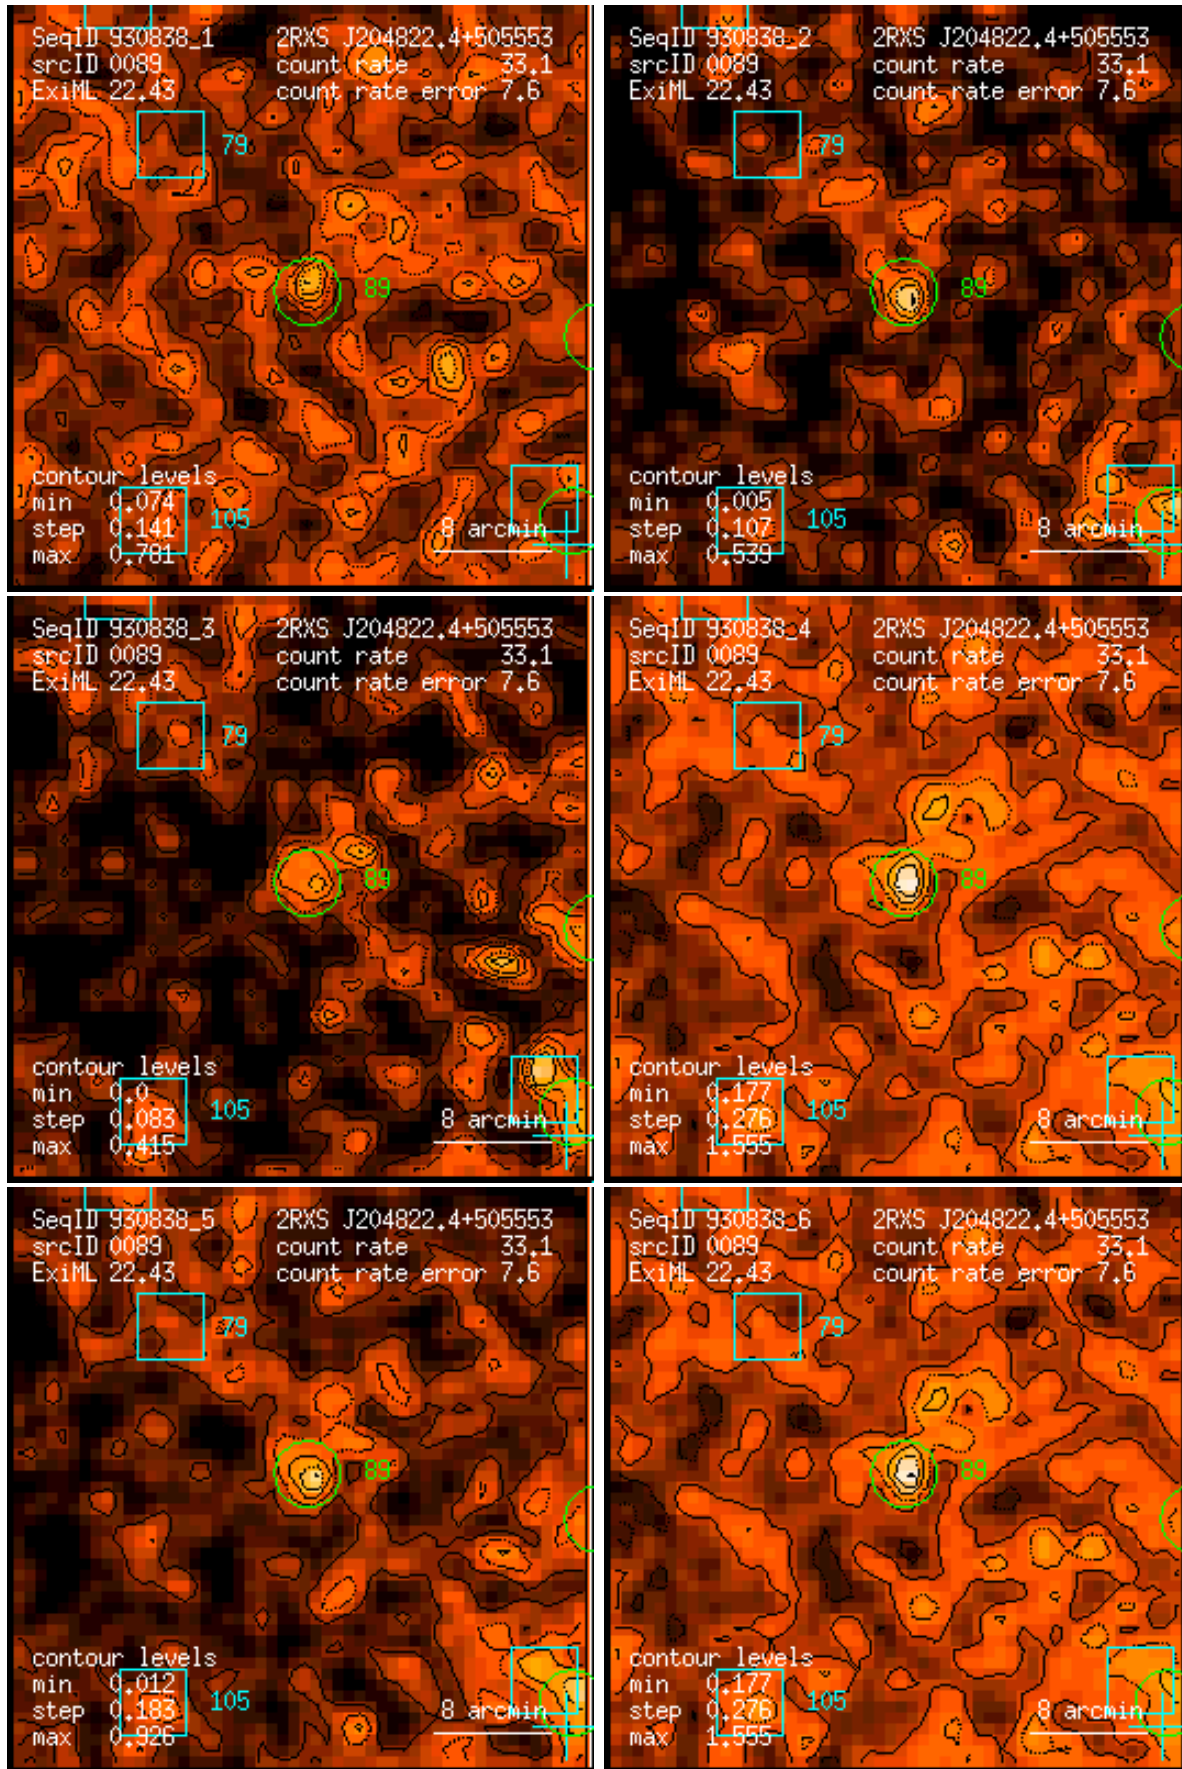 SeqID 930838_1 2RXS J204822.4+505553
srcID 0089 count rate 33.1
ExiML 22.43 count rate error 7.6
79
89
contour levels
min 0.074
step 0.141 105 8 arcmin
max 0.781
SeqID 930838_2 2RXS J204822.4+505553
srcID 0089 count rate 33.1
ExiML 22.43 count rate error 7.6
79
89
contour levels
min 0.005
step 0.107 105 8 arcmin
max 0.539
SeqID 930838_3 2RXS J204822.4+505553
srcID 0089 count rate 33.1
ExiML 22.43 count rate error 7.6
79
89
contour levels
min 0.0
step 0.083 105 8 arcmin
max 0.415
SeqID 930838_4 2RXS J204822.4+505553
srcID 0089 count rate 33.1
ExiML 22.43 count rate error 7.6
79
89
contour levels
min 0.177
step 0.276 105 8 arcmin
max 1.555
SeqID 930838_5 2RXS J204822.4+505553
srcID 0089 count rate 33.1
ExiML 22.43 count rate error 7.6
79
89
contour levels
min 0.012
step 0.183 105 8 arcmin
max 0.926
SeqID 930838_6 2RXS J204822.4+505553
srcID 0089 count rate 33.1
ExiML 22.43 count rate error 7.6
79
89
contour levels
min 0.177
step 0.276 105 8 arcmin
max 1.555